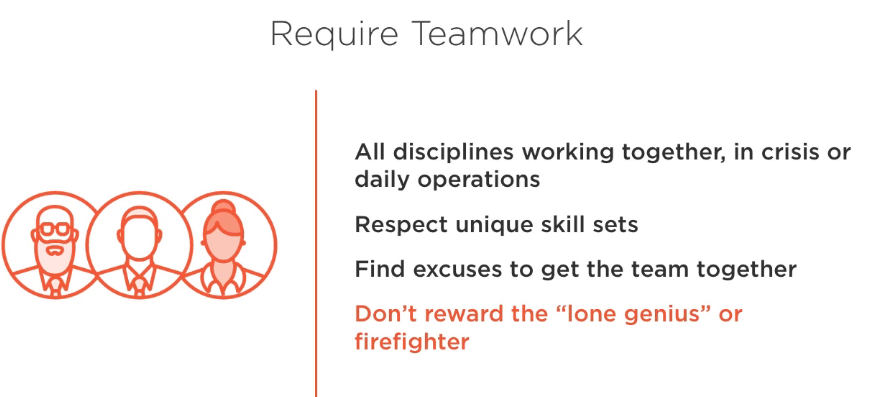 Require Teamwork
All disciplines working together, in crisis or
daily operations
Respect unique skill sets
Find excuses to get the team together
Don’t reward the “lone genius” or
firefighter